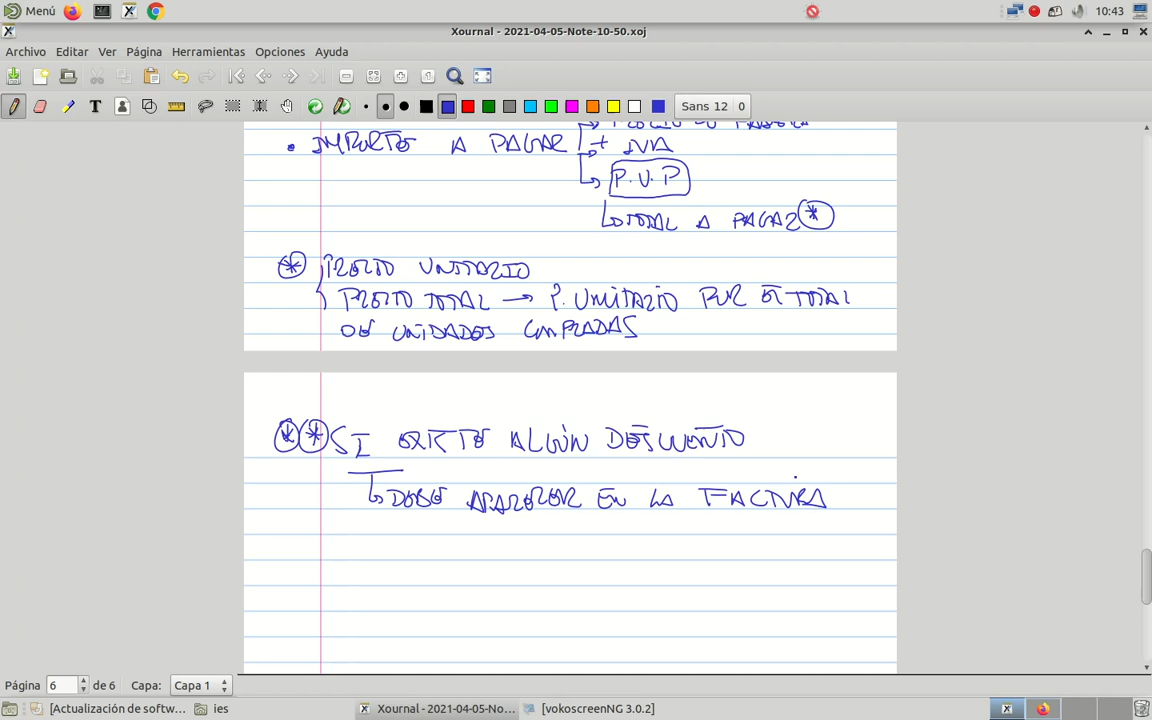 Menú
10:43
Xournal - 2021-04-05-Note-10-50.xoj
Archivo Editar Ver Página Herramientas Opciones Ayuda
T Sans 12 0
• IMPORTE A PAGAR + IVA
P.V.P
TOTAL A PAGAR *
* PRECIO UNITARIO
PRECIO TOTAL → P. UNITARIO POR EL TOTAL
DE UNIDADES COMPRADAS
** SI EXISTE ALGÚN DESCUENTO
DEBE APARECER EN LA FACTURA
Página 6 de 6 Capa: Capa 1
[Actualización de softw... ies Xournal - 2021-04-05-No... [vokoscreenNG 3.0.2]